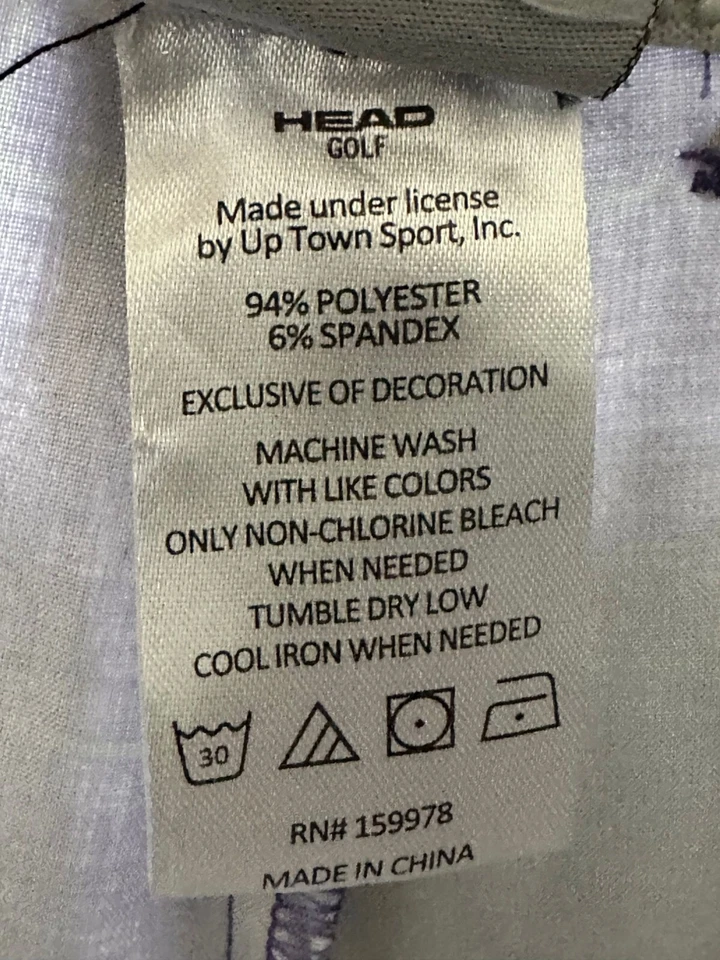 HEAD
GOLF
Made under license
by Up Town Sport, Inc.
94% POLYESTER
6% SPANDEX
EXCLUSIVE OF DECORATION
MACHINE WASH
WITH LIKE COLORS
ONLY NON-CHLORINE BLEACH
WHEN NEEDED
TUMBLE DRY LOW
COOL IRON WHEN NEEDED
30
RN# 159978
MADE IN CHINA